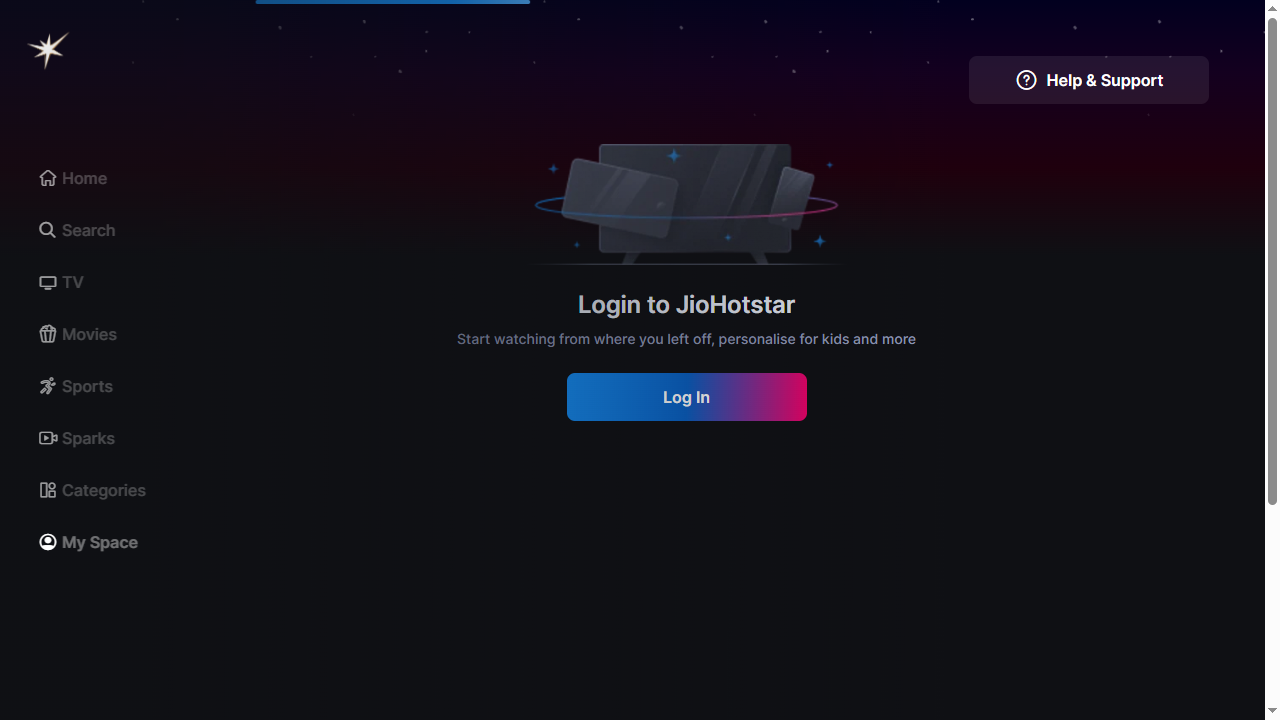 Help & Support
Home
Search
TV
Movies
Sports
Sparks
Categories
My Space
Login to JioHotstar
Start watching from where you left off, personalise for kids and more
Log In